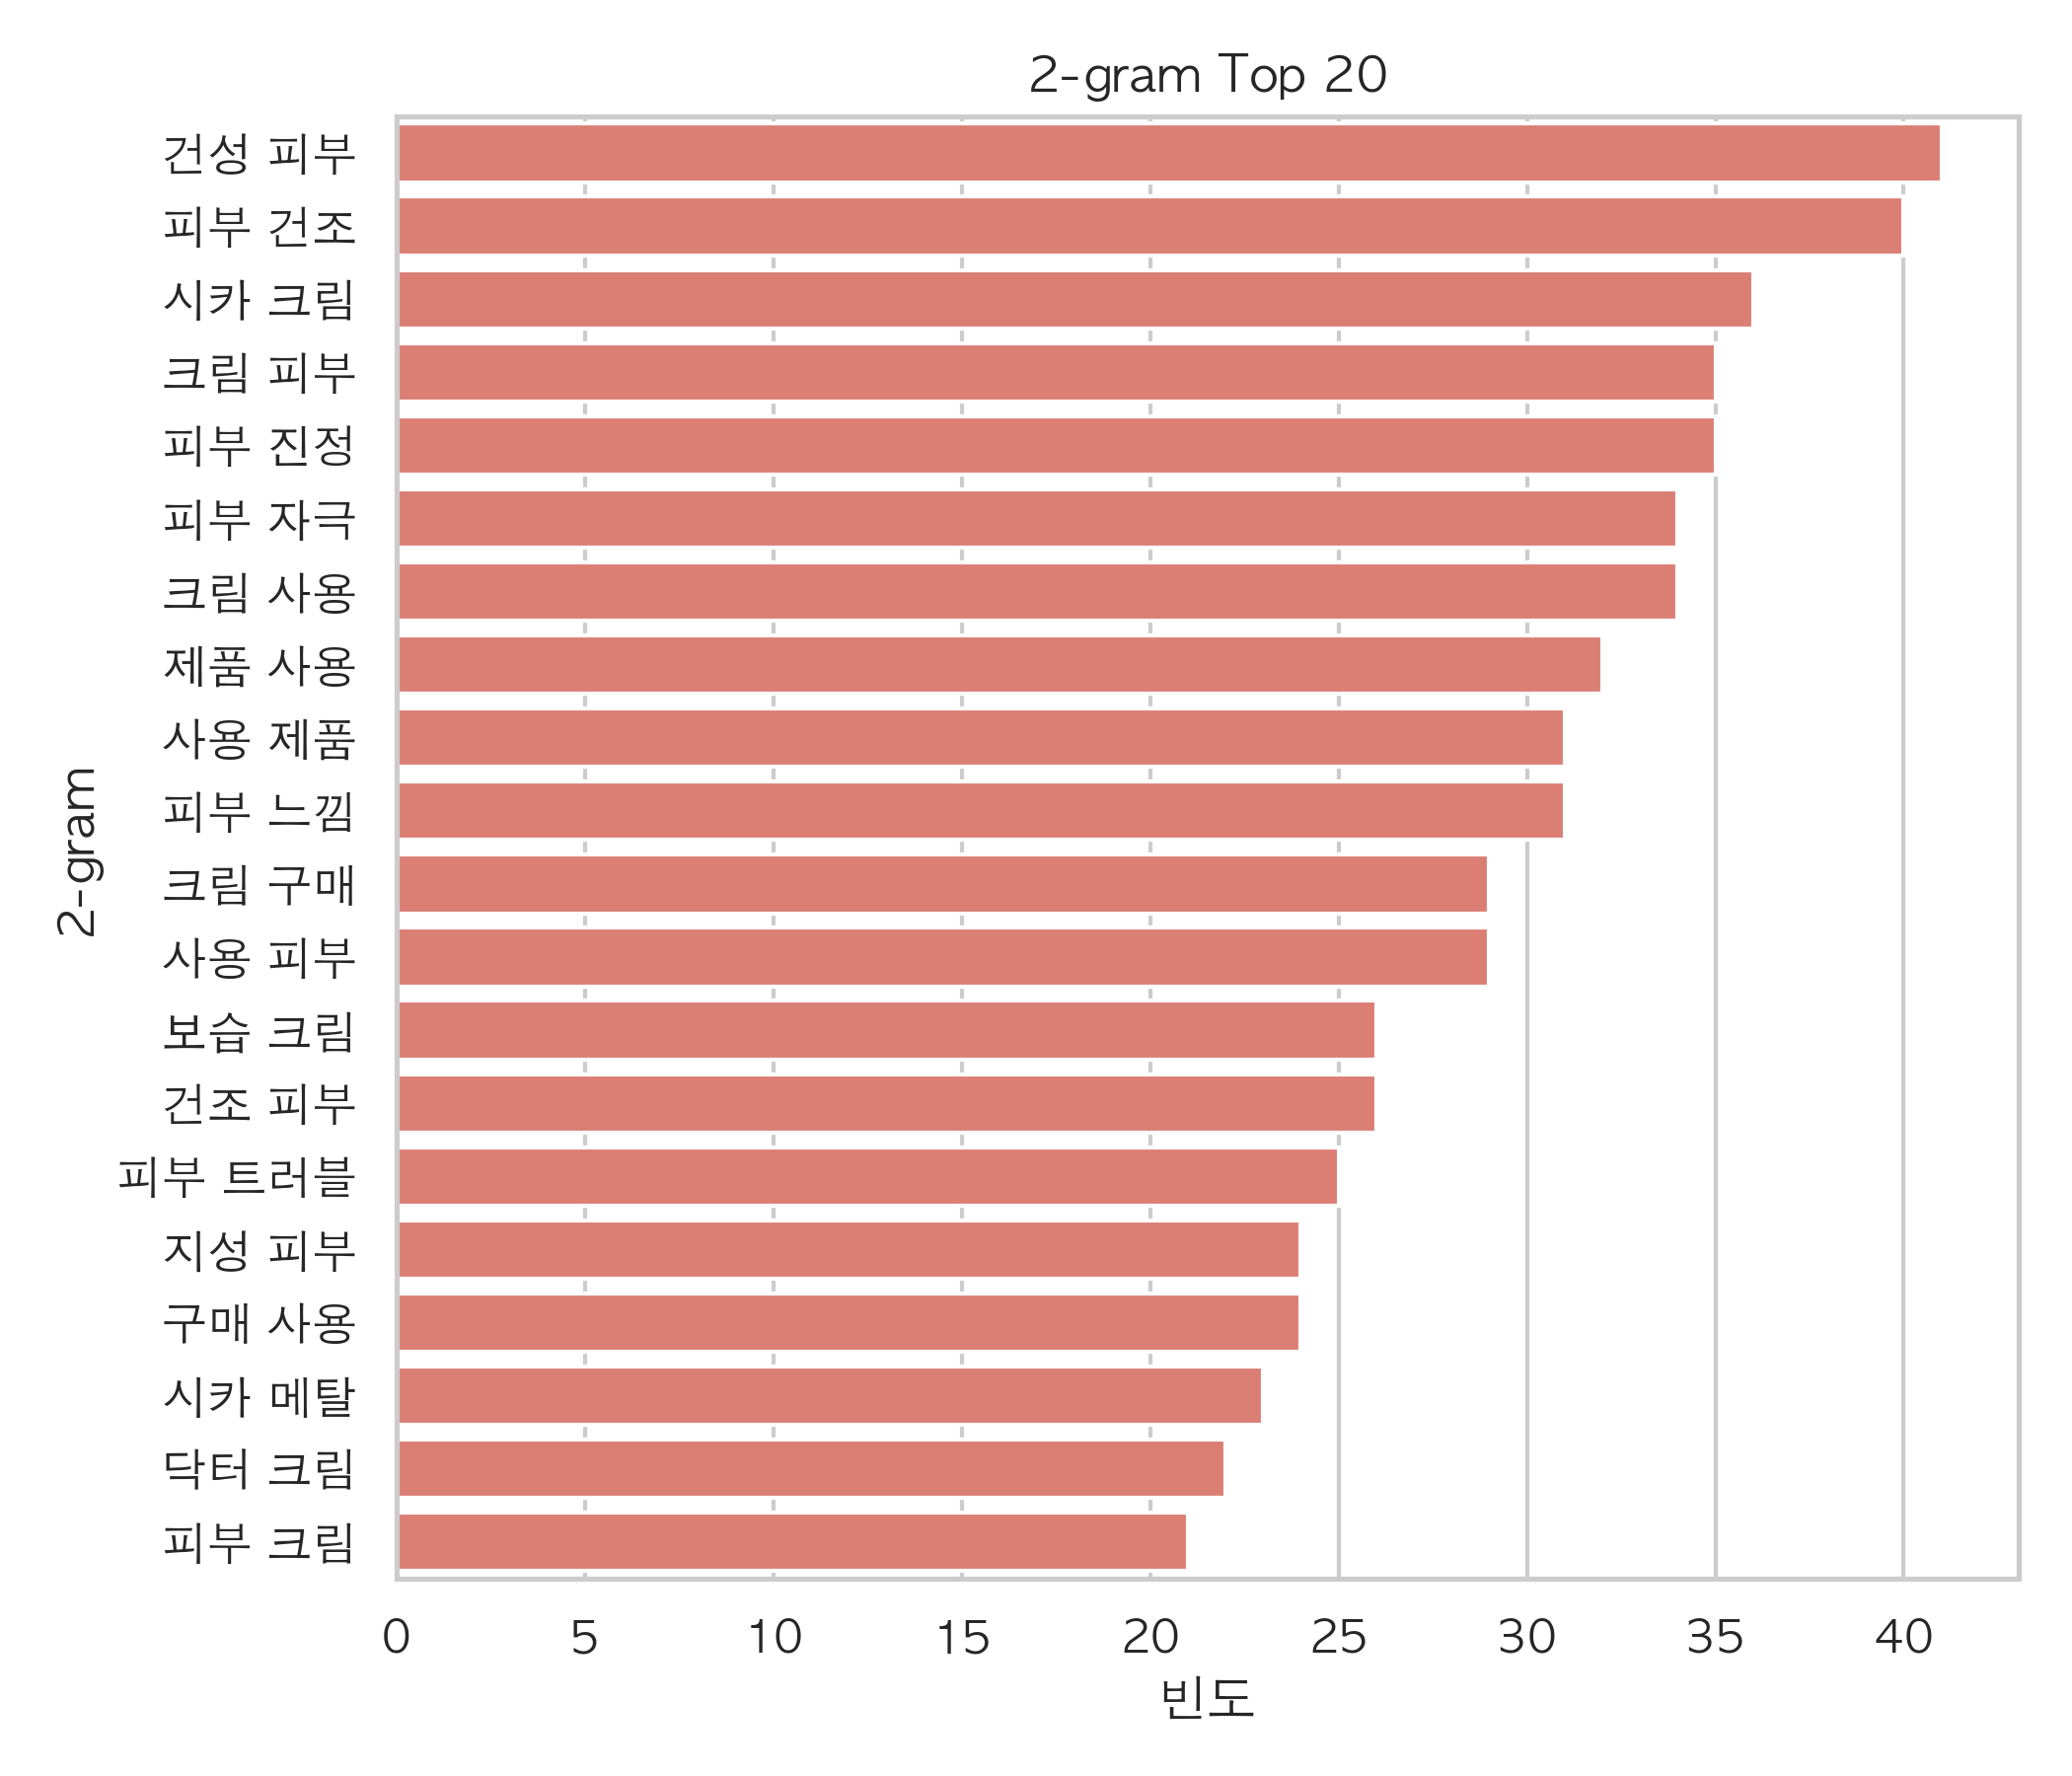 2-gram Top 20
건성 피부
피부 건조
시카 크림
크림 피부
피부 진정
피부 자극
크림 사용
제품 사용
사용 제품
피부 느낌
크림 구매
사용 피부
보습 크림
건조 피부
피부 트러블
지성 피부
구매 사용
시카 메탈
닥터 크림
피부 크림
2-gram
0 5 10 15 20 25 30 35 40
빈도